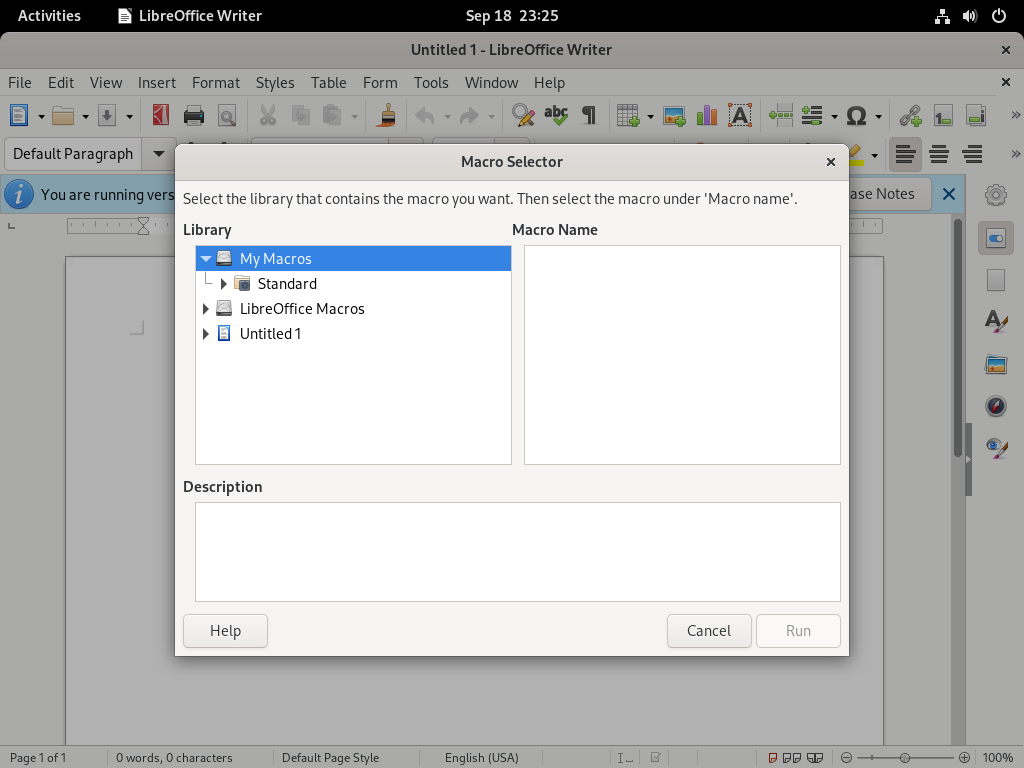 Activities
LibreOffice Writer
Sep 18 23:25
Untitled 1 - LibreOffice Writer
File Edit View Insert Format Styles Table Form Tools Window Help
Default Paragraph
You are running
Notes
Macro Selector
Select the library that contains the macro you want. Then select the macro under 'Macro name'.
Library
Macro Name
My Macros
Standard
LibreOffice Macros
Untitled 1
Description
Help
Cancel
Run
Page 1 of 1
0 words, 0 characters
Default Page Style
English (USA)
100%